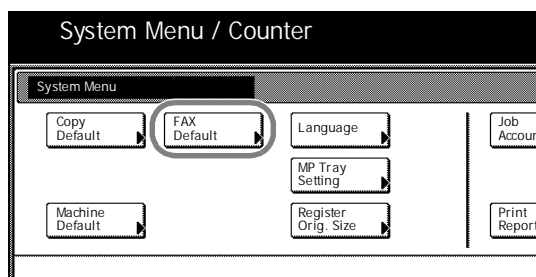 System Menu / Counter
System Menu
Copy
Default
FAX
Default
Language
Job
Accoun
MP Tray
Setting
Machine
Default
Register
Orig. Size
Print
Report